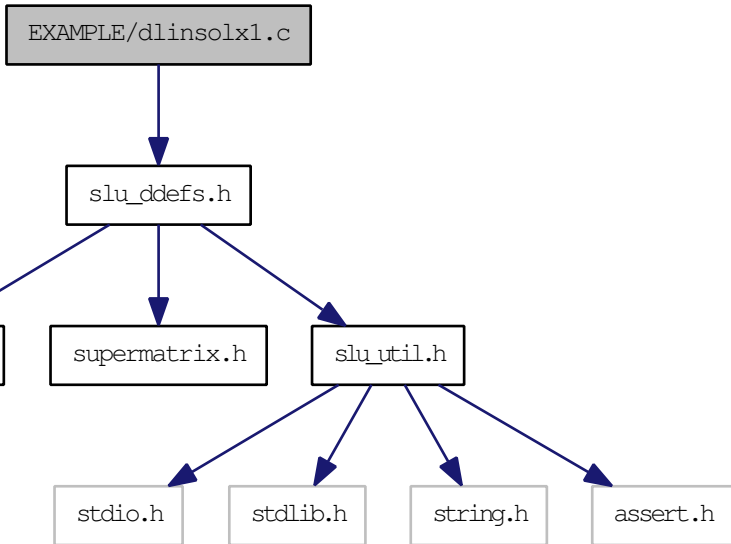 EXAMPLE/dlinsolx1.c
slu_ddefs.h
supermatrix.h
slu_util.h
stdio.h
stdlib.h
string.h
assert.h